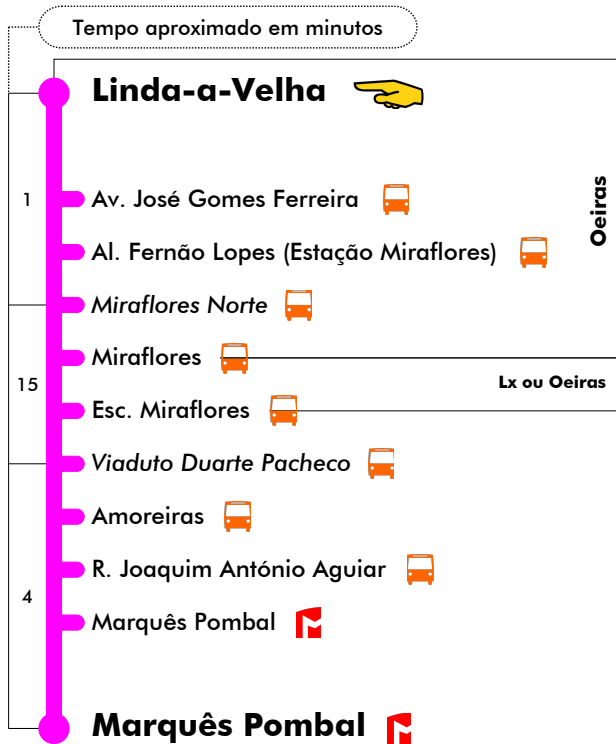 Tempo aproximado em minutos
Linda-a-Velha
Oeiras
1
Av. José Gomes Ferreira
Al. Fernão Lopes (Estação Miraflores)
Miraflores Norte
Miraflores
15
Lx ou Oeiras
Esc. Miraflores
Viaduto Duarte Pacheco
Amoreiras
R. Joaquim António Aguiar
4
Marquês Pombal
Marquês Pombal